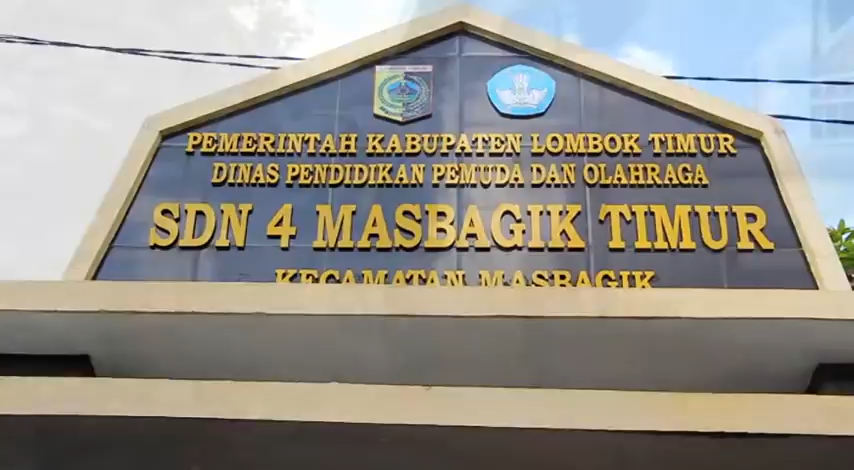 PEMERINTAH KABUPATEN LOMBOK TIMUR
DINAS PENDIDIKAN PEMUDA DAN OLAHRAGA
SDN 4 MASBAGIK TIMUR
KECAMATAN MASBAGIK